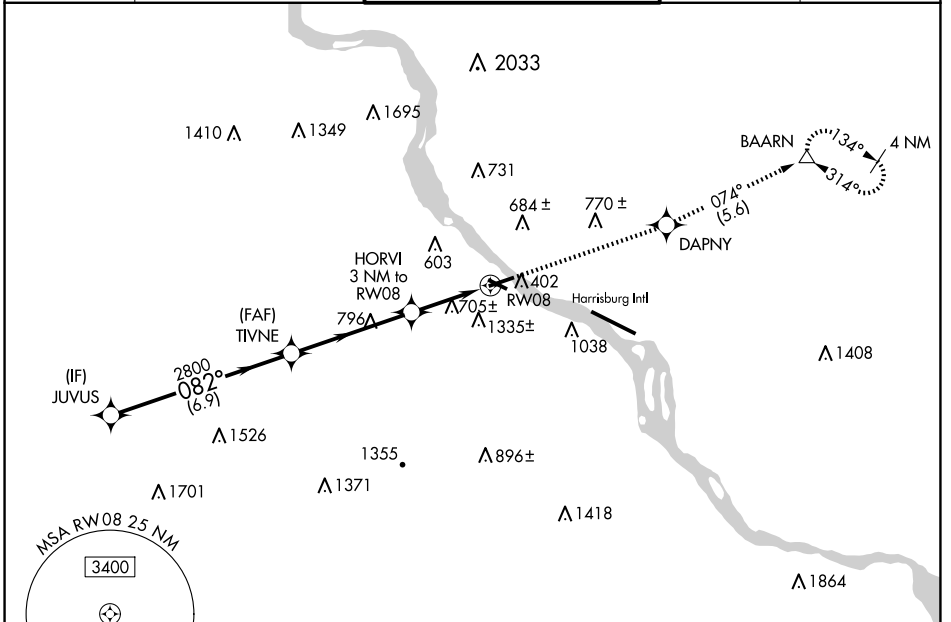 2033
1695
1410
1349
BAARN
134°
4 NM
314°
731
684 ±
770 ±
074°
(5.6)
DAPNY
603
HORVI
3 NM to
RW08
402
RW08
Harrisburg Intl
705±
796
1335±
1038
(FAF)
TIVNE
1408
2800
082°
(6.9)
(IF)
JUVUS
1526
1355
896±
1701
1371
1418
MSA RW08 25 NM
3400
1864